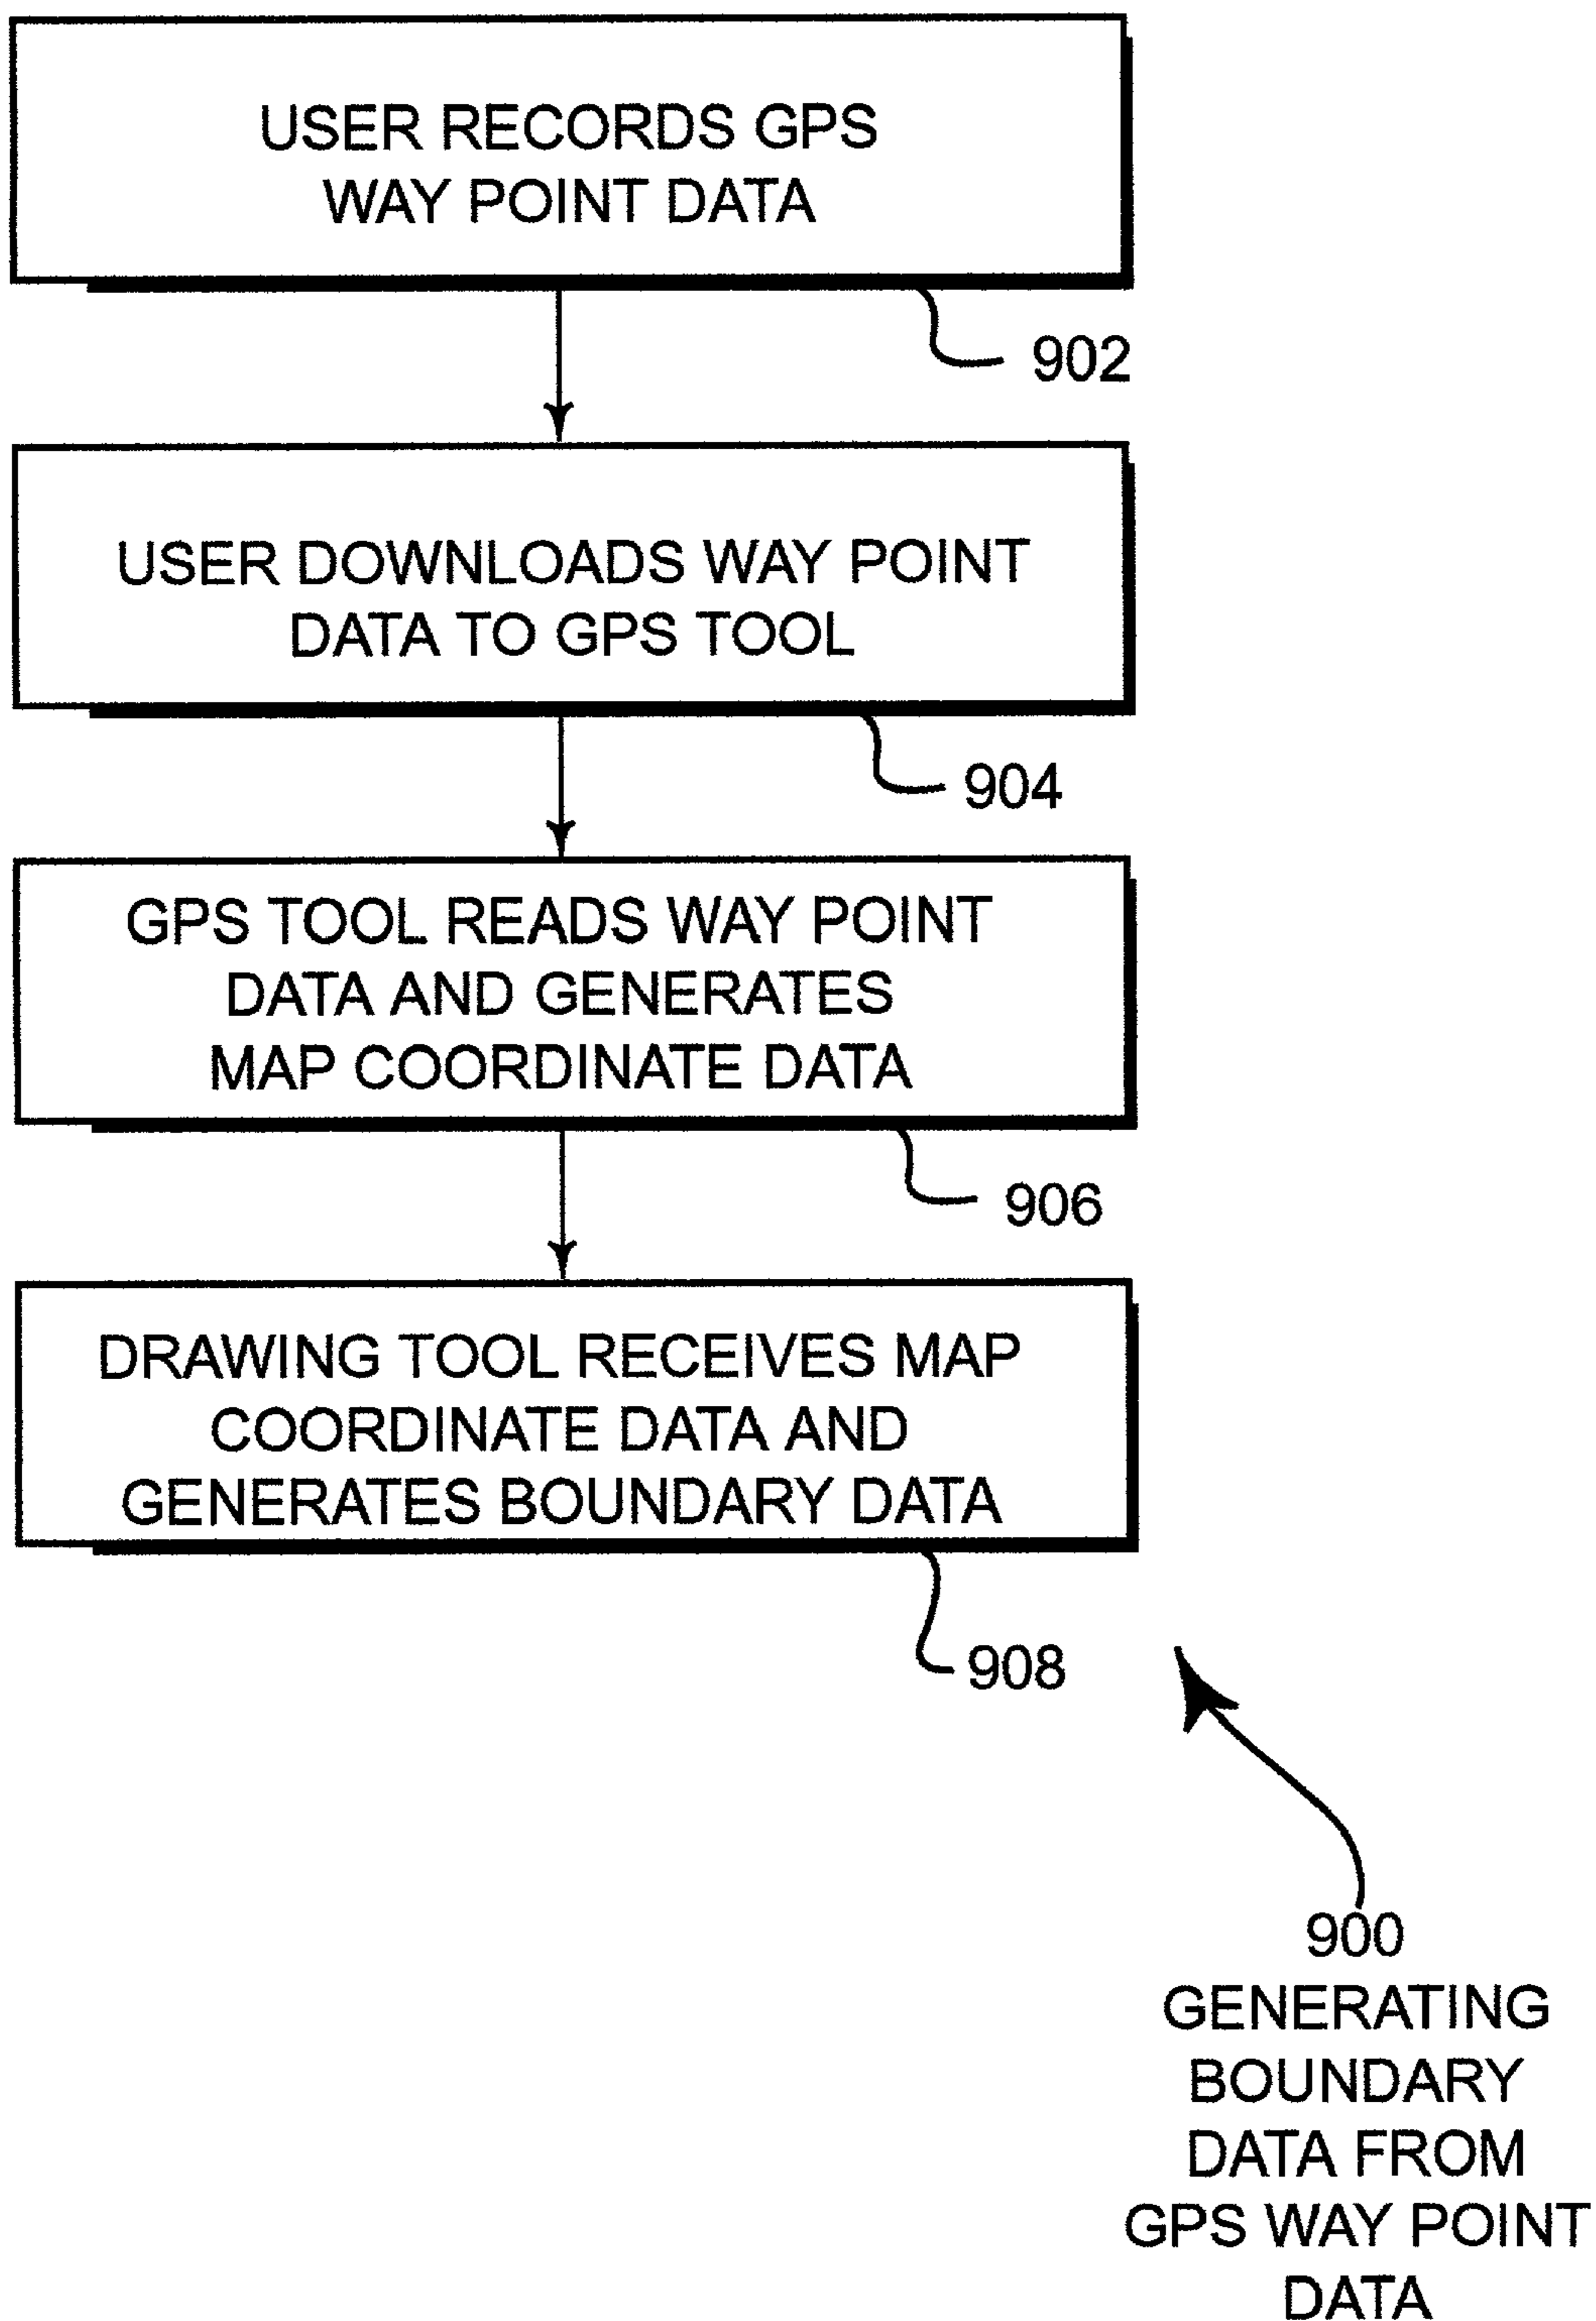 USER RECORDS GPS
WAY POINT DATA
902
USER DOWNLOADS WAY POINT
DATA TO GPS TOOL
904
GPS TOOL READS WAY POINT
DATA AND GENERATES
MAP COORDINATE DATA
906
DRAWING TOOL RECEIVES MAP
COORDINATE DATA AND
GENERATES BOUNDARY DATA
908
900
GENERATING
BOUNDARY
DATA FROM
GPS WAY POINT
DATA